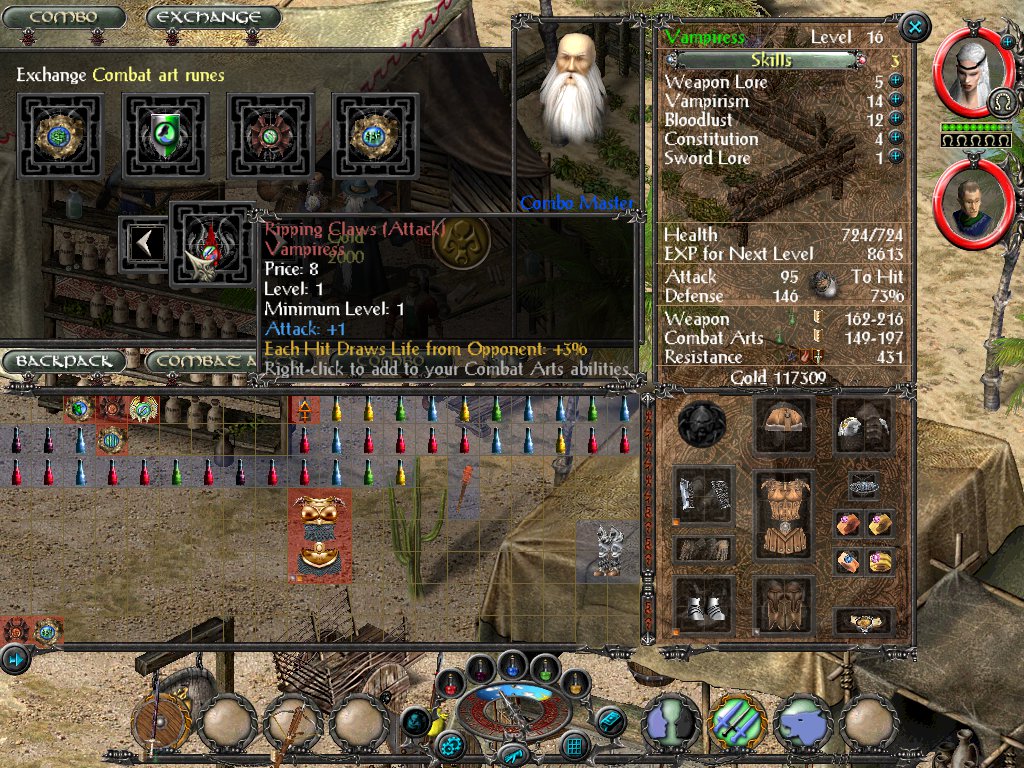 COMBO
EXCHANGE
Exchange Combat art runes
Combo Master
Ripping Claws (Attack)
Vampiress
Gold
2000
Price: 8
Level: 1
Minimum Level: 1
Attack: +1
Each Hit Draws Life from Opponent: +3%
Right-click to add to your Combat Arts abilities.
BACKPACK
COMBAT A
Vampiress Level 16
Skills 3
Weapon Lore 5
Vampirism 14
Bloodlust 12
Constitution 4
Sword Lore 1
Health 724/724
EXP for Next Level 8613
Attack 95 To Hit
Defense 146 73%
Weapon 162-216
Combat Arts 149-197
Resistance 431
Gold 117309